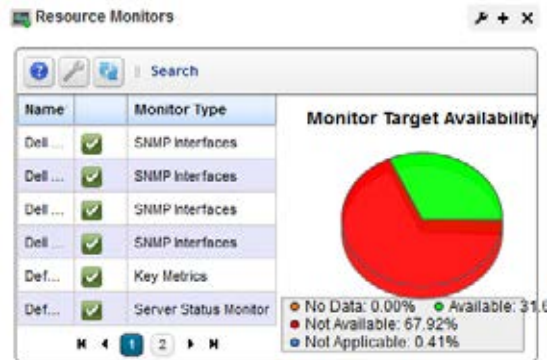 Resource Monitors
Search
Name Monitor Type
Dell ... SNMP Interfaces
Dell ... SNMP Interfaces
Dell ... SNMP Interfaces
Dell ... SNMP Interfaces
Def... Key Metrics
Def... Server Status Monitor
1 2
Monitor Target Availability
No Data: 0.00% Available: 31.6
Not Available: 67.92%
Not Applicable: 0.41%